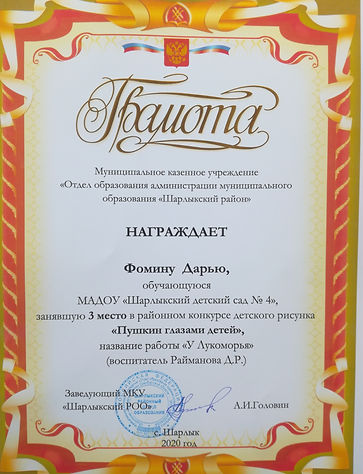 Грамота
Муниципальное казенное учреждение
«Отдел образования администрации муниципального
образования «Шарлыкский район»
НАГРАЖДАЕТ
Фомину Дарью,
обучающуюся
МАДОУ «Шарлыкский детский сад № 4»,
занявшую 3 место в районном конкурсе детского рисунка
«Пушкин глазами детей»,
название работы «У Лукоморья»
(воспитатель Райманова Д.Р.)
Заведующий МКУ
«Шарлыкский РОО»
А.И.Головин
с. Шарлык
2020 год